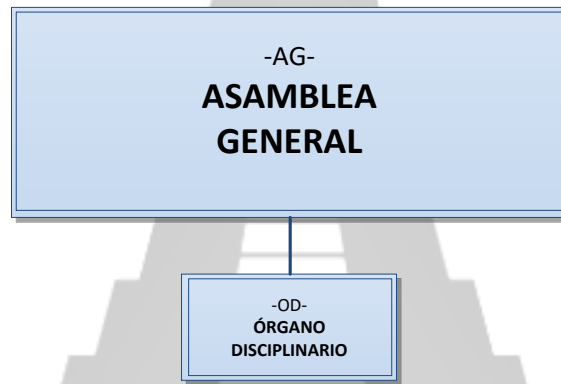 -AG-
ASAMBLEA
GENERAL
-OD-
ÓRGANO
DISCIPLINARIO